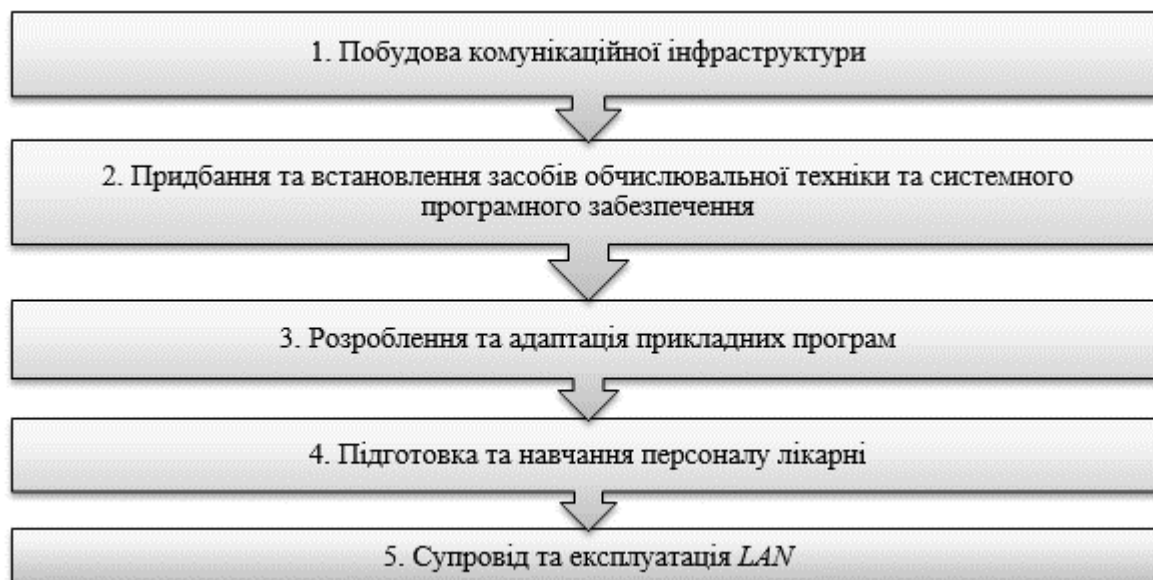 1. Побудова комунікаційної інфраструктури
2. Придбання та встановлення засобів обчислювальної техніки та системного
програмного забезпечення
3. Розроблення та адаптація прикладних програм
4. Підготовка та навчання персоналу лікарні
5. Супровід та експлуатація LAN